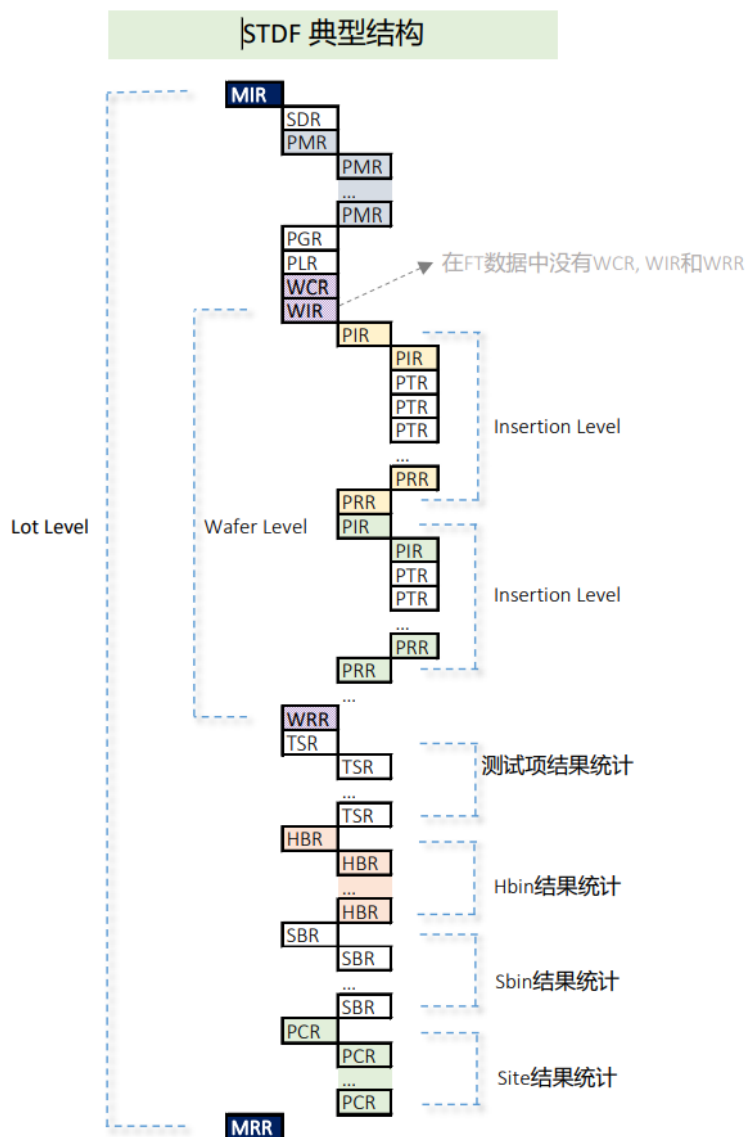 STDF 典型结构
MIR
SDR
PMR
PMR
...
PMR
PGR
PLR
在FT数据中没有WCR, WIR和WRR
WCR
WIR
PIR
PIR
PTR
PTR
PTR
Insertion Level
...
PRR
PRR
PIR
Lot Level
Wafer Level
PIR
PTR
PTR
Insertion Level
...
PRR
PRR
...
WRR
TSR
TSR
测试项结果统计
...
TSR
HBR
HBR
Hbin结果统计
...
HBR
SBR
SBR
Sbin结果统计
...
SBR
PCR
PCR
Site结果统计
...
PCR
MRR